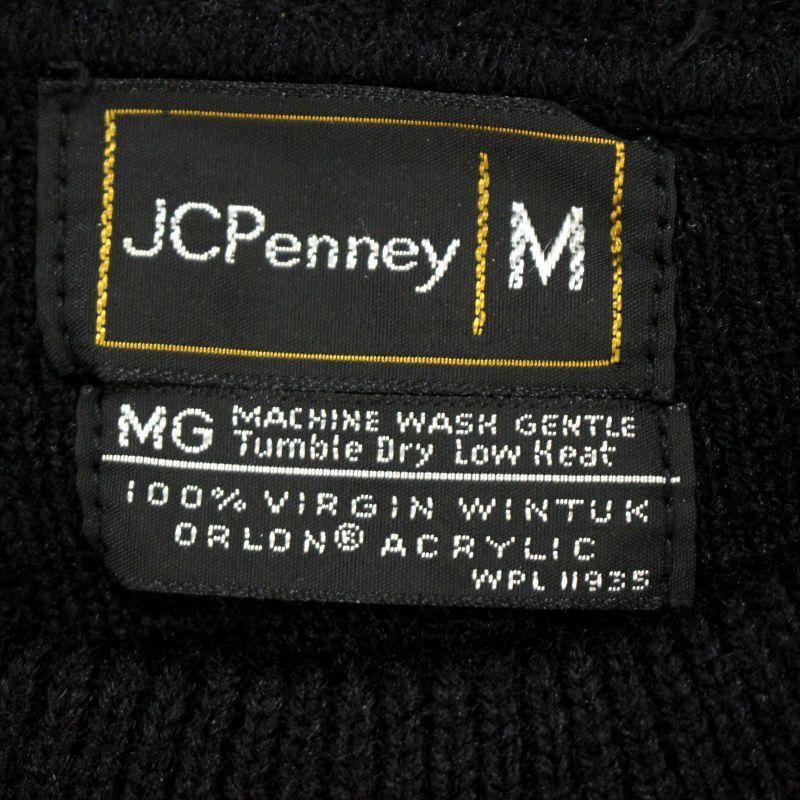 JCPenney M
MG MACHINE WASH GENTLE
Tumble Dry Low Heat
100% VIRGIN WINTUK
ORLON® ACRYLIC
WPL 11935